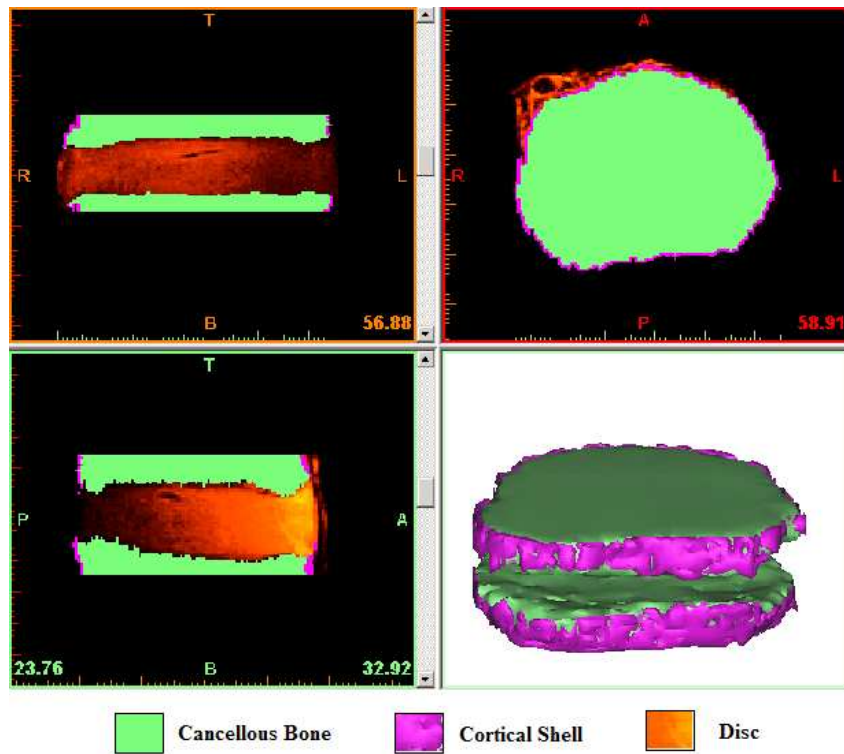 T
R
L
B
56.88
A
R
L
P
58.91
T
P
A
23.76
B
32.92
Cancellous Bone
Cortical Shell
Disc